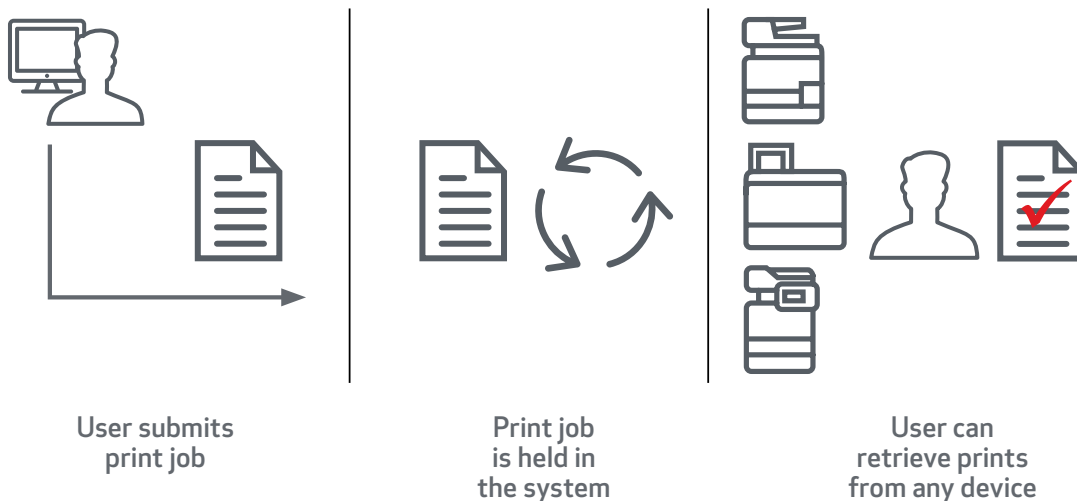 User submits
print job
Print job
is held in
the system
User can
retrieve prints
from any device